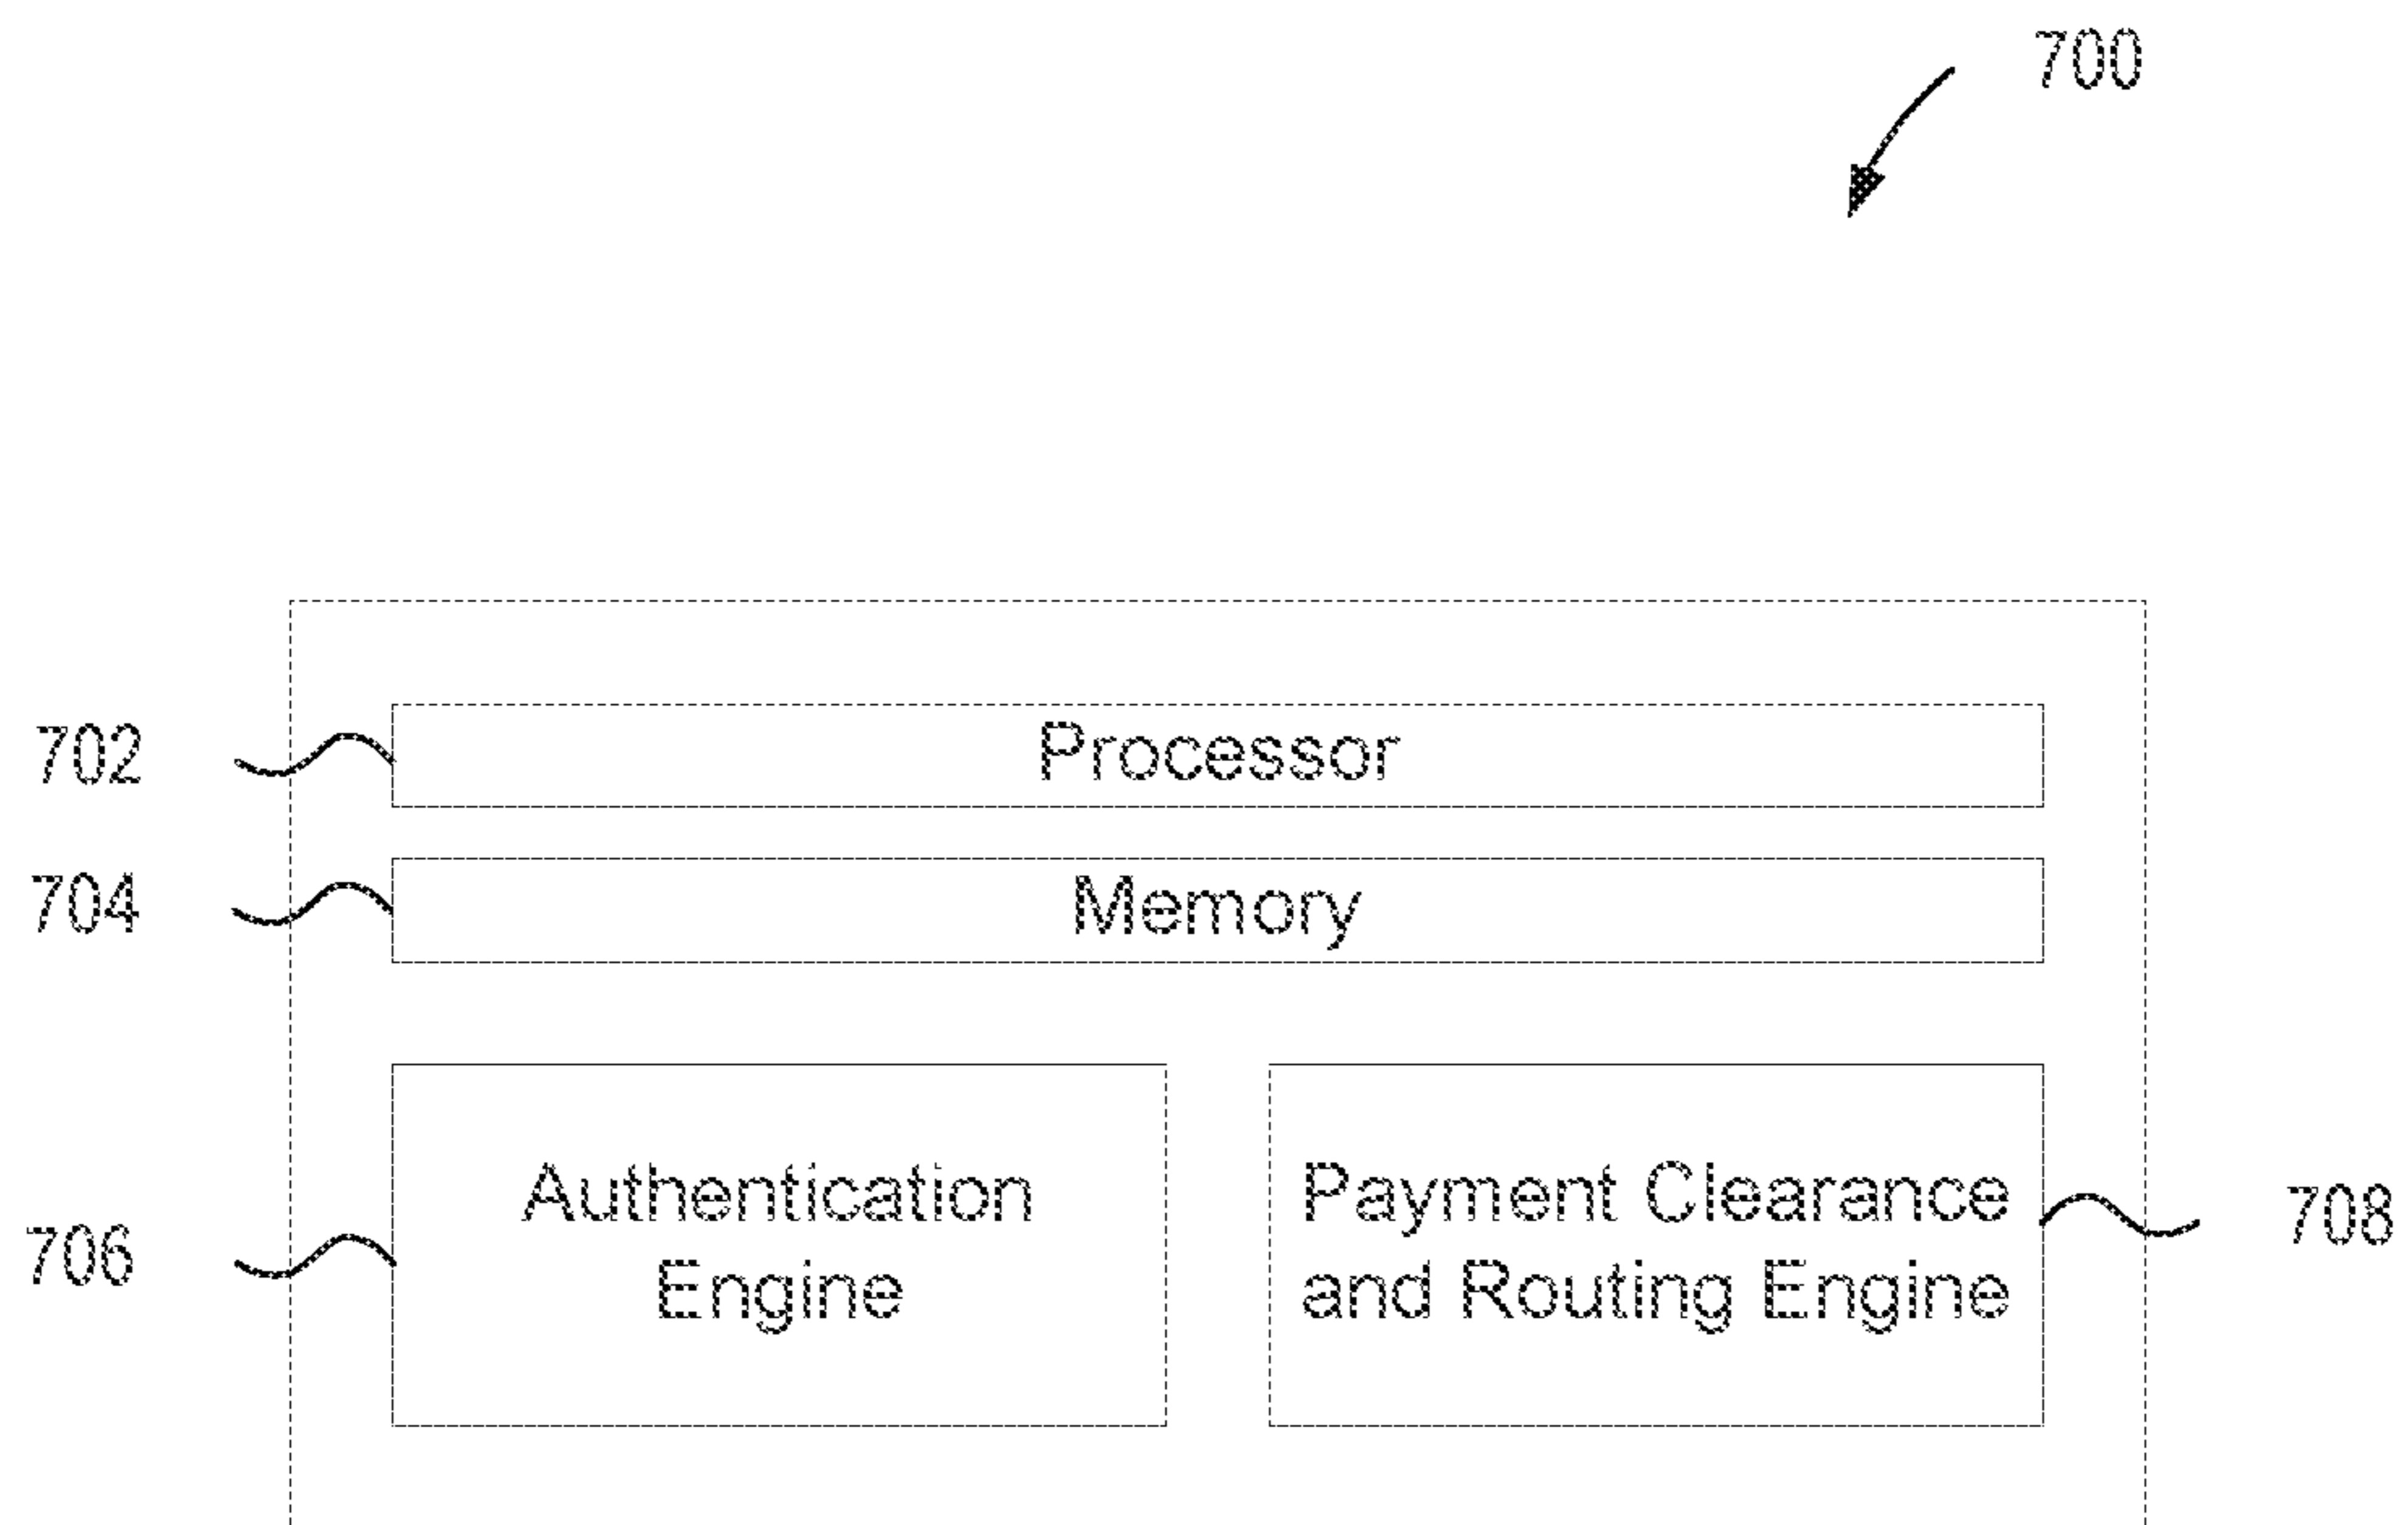 700
702 Processor
704 Memory
Authentication
Engine
706
Payment Clearance
and Routing Engine
708